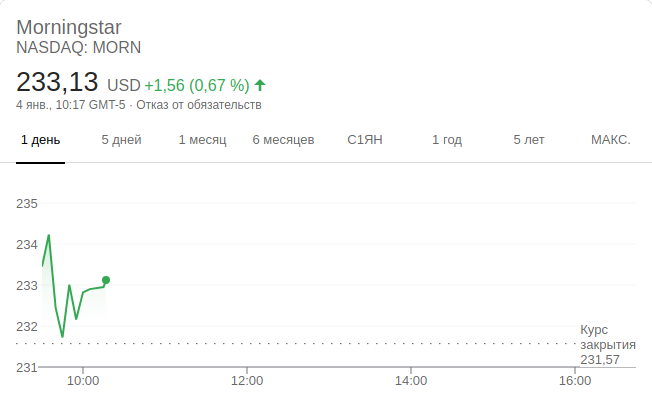 Morningstar
NASDAQ: MORN
233,13 USD +1,56 (0,67 %)
4 янв., 10:17 GMT-5 · Отказ от обязательств
1 день 5 дней 1 месяц 6 месяцев С1ЯН 1 год 5 лет МАКС.
235
234
233
232
Курс
закрытия
231,57
231
10:00 12:00 14:00 16:00